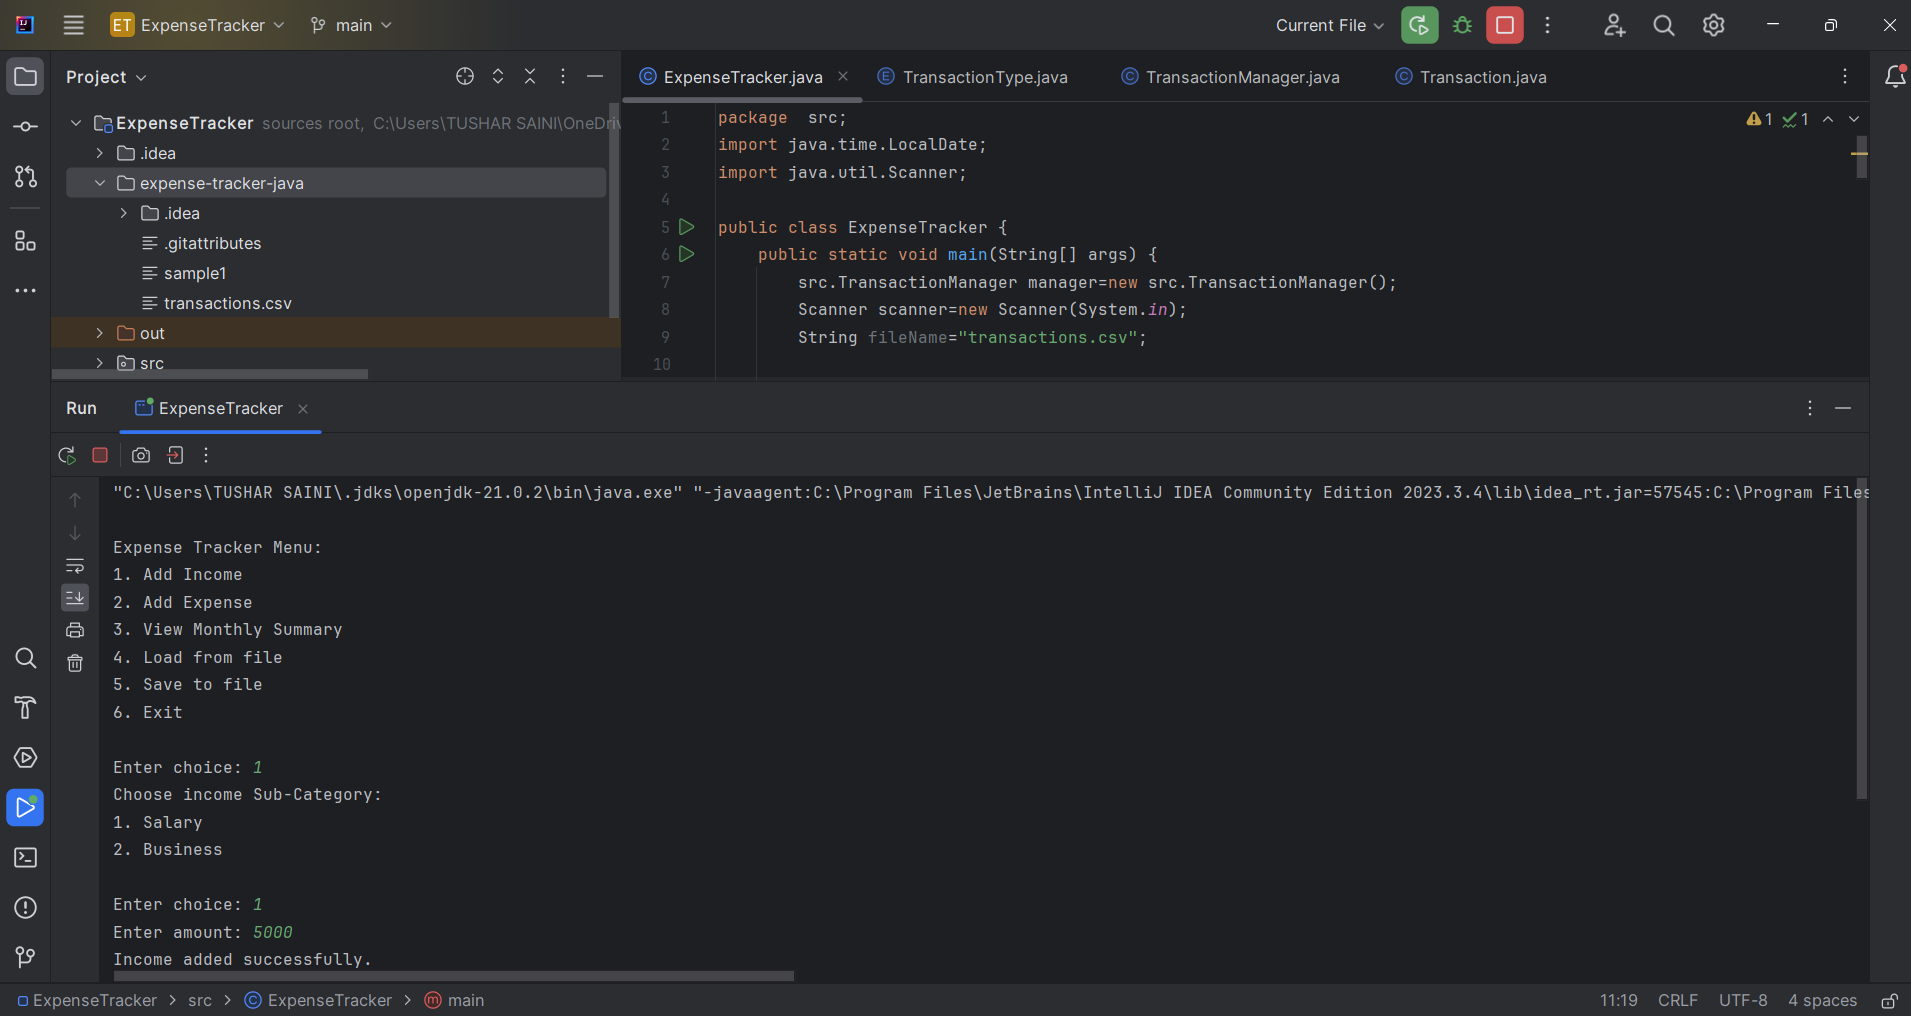 ET ExpenseTracker main Current File
Project
ExpenseTracker sources root, C:\Users\TUSHAR SAINI\OneDriv
.idea
expense-tracker-java
.idea
.gitattributes
sample1
transactions.csv
out
src
ExpenseTracker.java TransactionType.java TransactionManager.java Transaction.java
1 package  src;
2 import java.time.LocalDate;
3 import java.util.Scanner;
4
5 public class ExpenseTracker {
6 public static void main(String[] args) {
7 src.TransactionManager manager=new src.TransactionManager();
8 Scanner scanner=new Scanner(System.in);
9 String fileName="transactions.csv";
10
1 1
Run ExpenseTracker
"C:\Users\TUSHAR SAINI\.jdks\openjdk-21.0.2\bin\java.exe" "-javaagent:C:\Program Files\JetBrains\IntelliJ IDEA Community Edition 2023.3.4\lib\idea_rt.jar=57545:C:\Program Files
Expense Tracker Menu:
1. Add Income
2. Add Expense
3. View Monthly Summary
4. Load from file
5. Save to file
6. Exit
Enter choice: 1
Choose income Sub-Category:
1. Salary
2. Business
Enter choice: 1
Enter amount: 5000
Income added successfully.
ExpenseTracker > src > ExpenseTracker > main 11:19 CRLF UTF-8 4 spaces